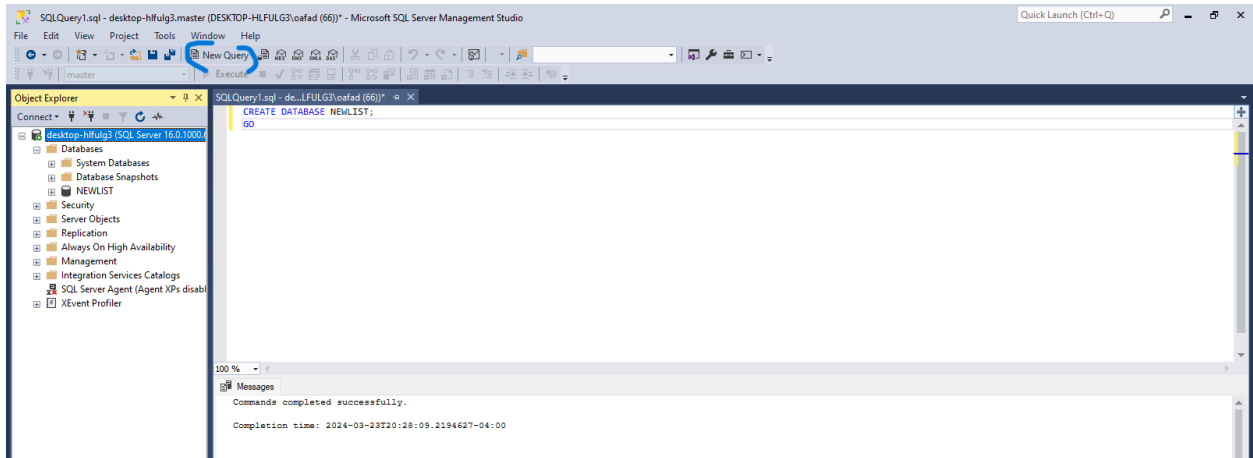 SQLQuery1.sql - desktop-hlfulg3.master (DESKTOP-HLFULG3\oafad (66))* - Microsoft SQL Server Management Studio
Quick Launch (Ctrl+Q)
File Edit View Project Tools Window Help
New Query
master
Execute
Object Explorer
SQLQuery1.sql - de...LFULG3\oafad (66))*
Connect
CREATE DATABASE NEWLIST;
GO
desktop-hlfulg3 (SQL Server 16.0.1000.
Databases
System Databases
Database Snapshots
NEWLIST
Security
Server Objects
Replication
Always On High Availability
Management
Integration Services Catalogs
SQL Server Agent (Agent XPs disabl
XEvent Profiler
100 %
Messages
Commands completed successfully.
Completion time: 2024-03-23T20:28:09.2194627-04:00